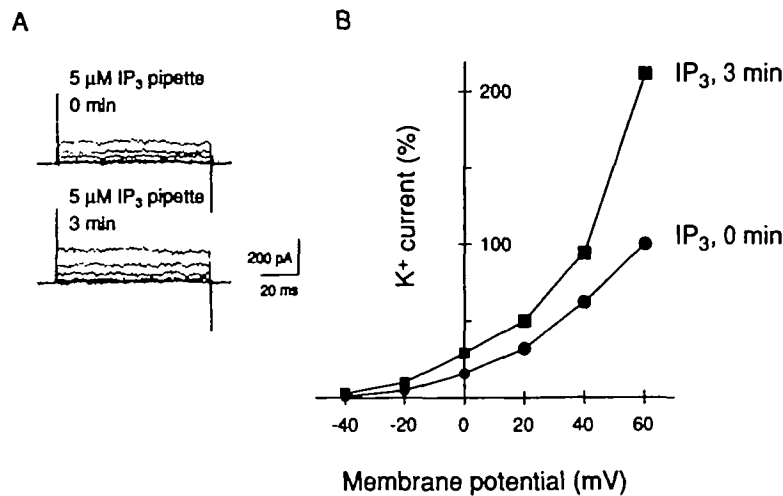 A
5 µM IP₃ pipette
0 min
5 µM IP₃ pipette
3 min
200 pA
20 ms
B
K⁺ current (%)
200
100
IP₃, 3 min
IP₃, 0 min
-40 -20 0 20 40 60
Membrane potential (mV)